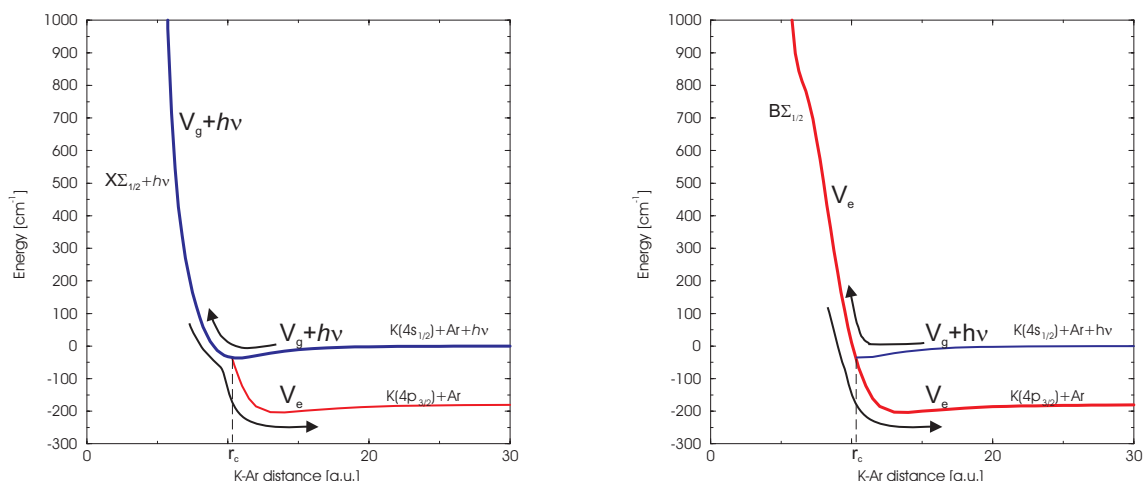 1000
900
800
700
600
500
400
300
200
100
0
-100
-200
-300
Energy [cm⁻¹]
V_g+hν
XΣ_1/2+hν
V_g+hν
K(4s_1/2)+Ar+hν
V_e
K(4p_3/2)+Ar
0
r_c
20
30
K-Ar distance [a.u.]
1000
900
800
700
600
500
400
300
200
100
0
-100
-200
-300
Energy [cm⁻¹]
BΣ_1/2
V_e
V_g+hν
K(4s_1/2)+Ar+hν
V_e
K(4p_3/2)+Ar
0
r_c
20
30
K-Ar distance [a.u.]